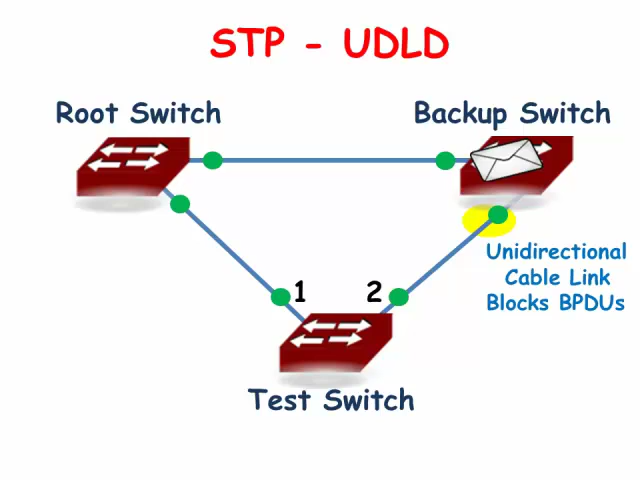 STP - UDLD
Root Switch
Backup Switch
Unidirectional
Cable Link
Blocks BPDUs
1
2
Test Switch